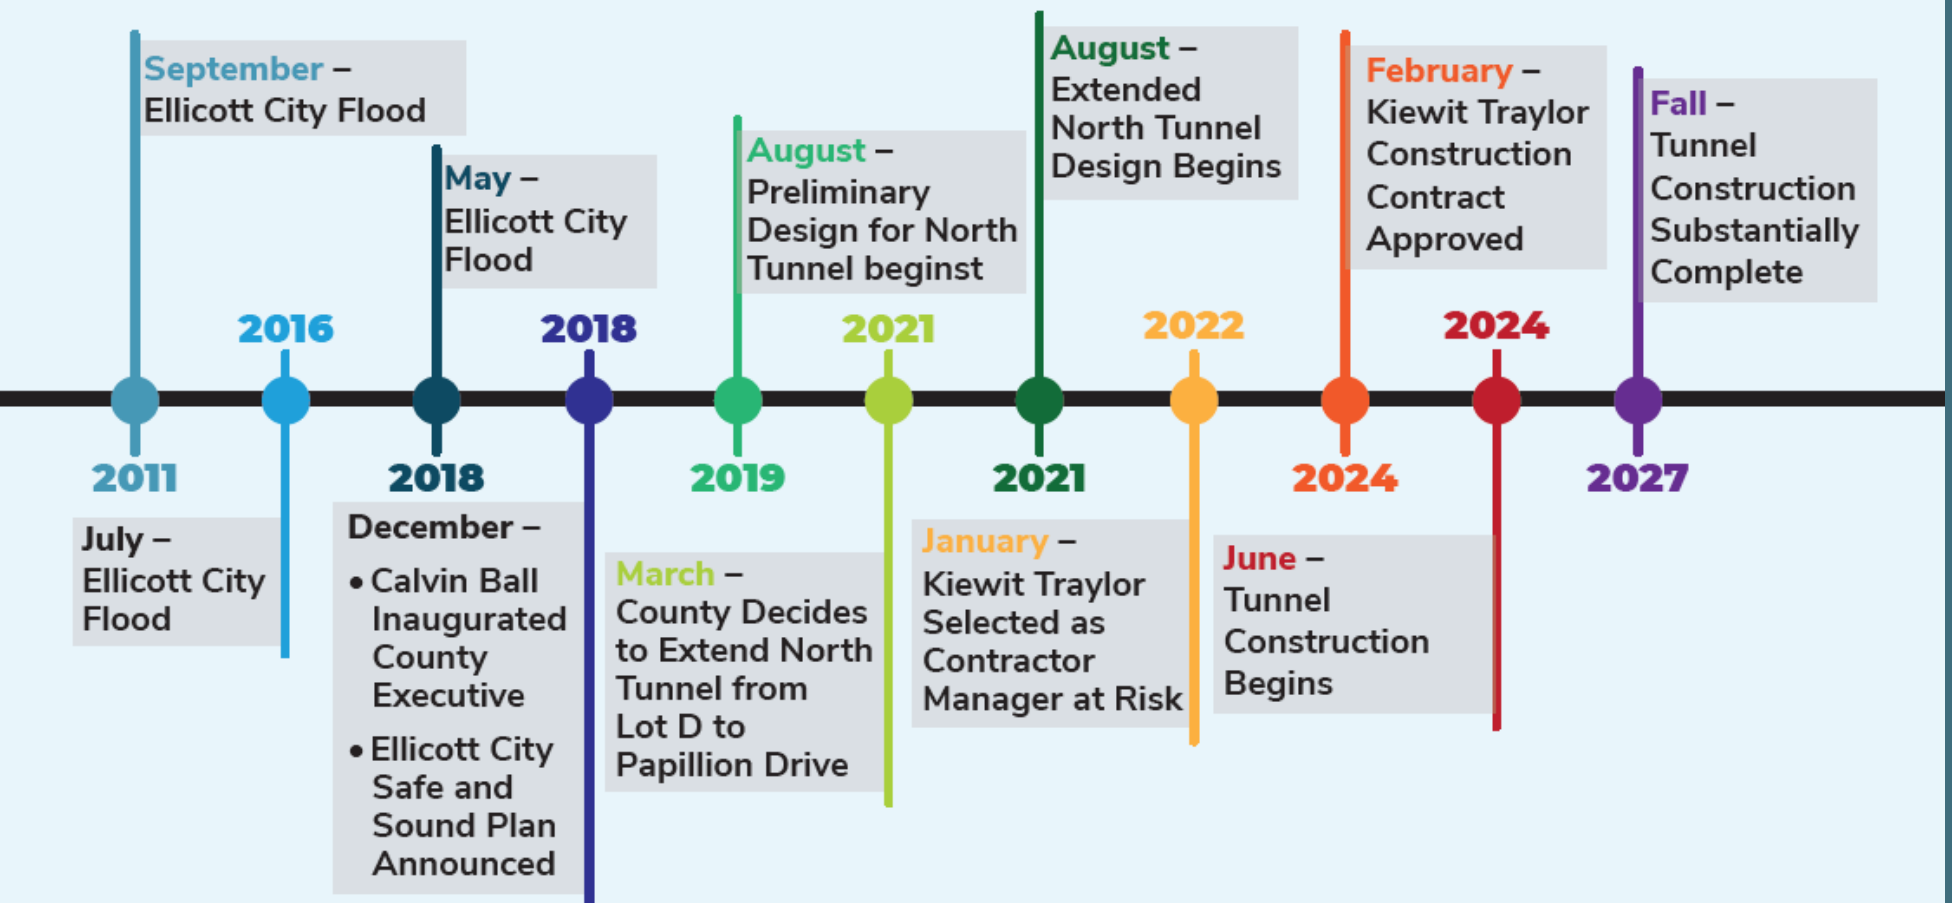 September –
Ellicott City Flood
2011
2016
July –
Ellicott City
Flood
May –
Ellicott City
Flood
2018
2018
December –
• Calvin Ball
Inaugurated
County
Executive
• Ellicott City
Safe and
Sound Plan
Announced
August –
Preliminary
Design for North
Tunnel beginst
2019
2021
March –
County Decides
to Extend North
Tunnel from
Lot D to
Papillion Drive
August –
Extended
North Tunnel
Design Begins
2021
2022
January –
Kiewit Traylor
Selected as
Contractor
Manager at Risk
February –
Kiewit Traylor
Construction
Contract
Approved
2024
2024
June –
Tunnel
Construction
Begins
Fall –
Tunnel
Construction
Substantially
Complete
2027